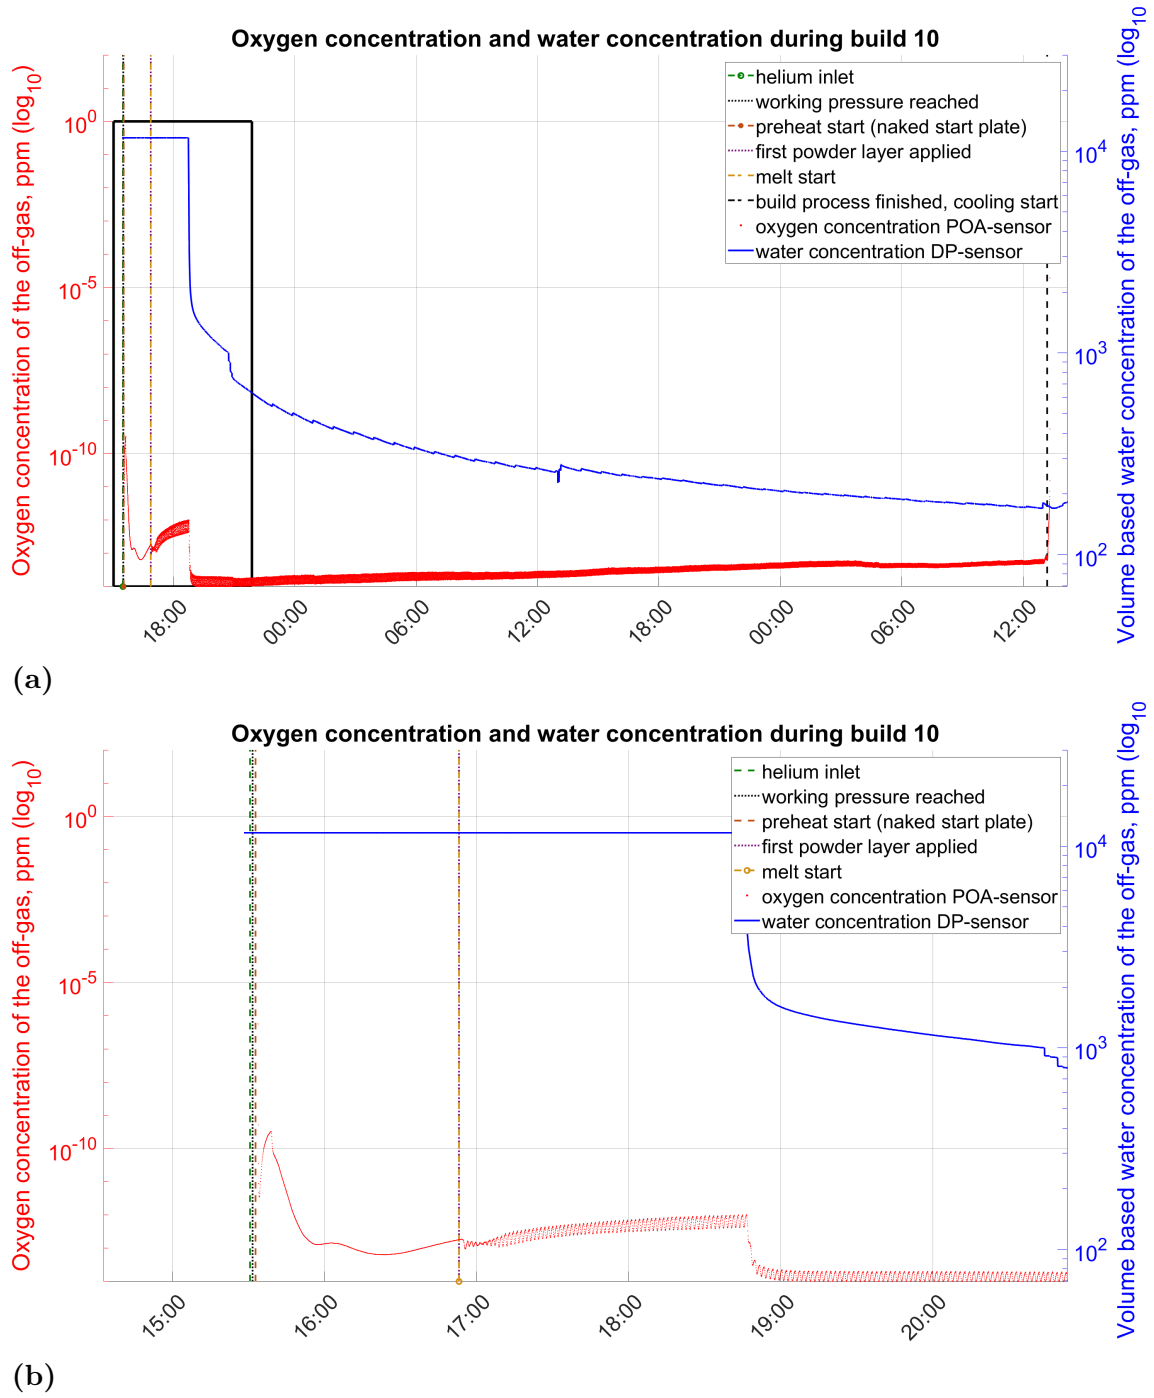 Oxygen concentration and water concentration during build 10
Oxygen concentration of the off-gas, ppm (log10)
Volume based water concentration of the off-gas, ppm (log10
10^0
10^-5
10^-10
10^4
10^3
10^2
helium inlet
working pressure reached
preheat start (naked start plate)
first powder layer applied
melt start
build process finished, cooling start
oxygen concentration POA-sensor
water concentration DP-sensor
18:00 00:00 06:00 12:00 18:00 00:00 06:00 12:00
(a)
Oxygen concentration and water concentration during build 10
Oxygen concentration of the off-gas, ppm (log10)
Volume based water concentration of the off-gas, ppm (log10
10^0
10^-5
10^-10
10^4
10^3
10^2
helium inlet
working pressure reached
preheat start (naked start plate)
first powder layer applied
melt start
oxygen concentration POA-sensor
water concentration DP-sensor
15:00 16:00 17:00 18:00 19:00 20:00
(b)